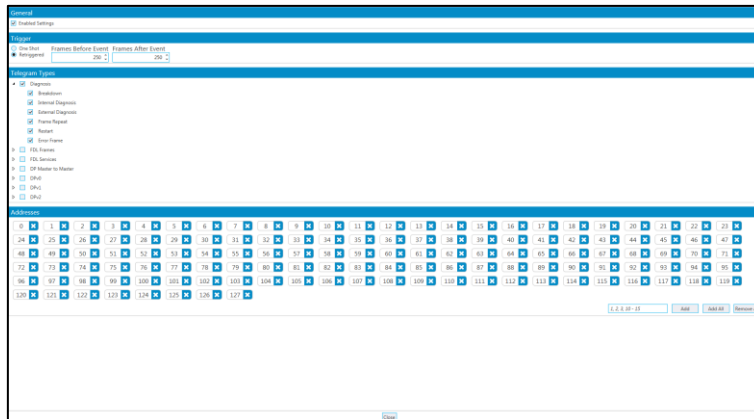 General
Enabled Settings
Trigger
One Shot
Retriggered
Frames Before Event Frames After Event
250 250
Telegram Types
Diagnosis
Breakdown
Internal Diagnosis
External Diagnosis
Frame Repeat
Restart
Error Frame
FDL Frames
FDL Services
DP Master to Master
DPv0
DPv1
DPv2
Addresses
0 1 2 3 4 5 6 7 8 9 10 11 12 13 14 15 16 17 18 19 20 21 22 23
24 25 26 27 28 29 30 31 32 33 34 35 36 37 38 39 40 41 42 43 44 45 46 47
48 49 50 51 52 53 54 55 56 57 58 59 60 61 62 63 64 65 66 67 68 69 70 71
72 73 74 75 76 77 78 79 80 81 82 83 84 85 86 87 88 89 90 91 92 93 94 95
96 97 98 99 100 101 102 103 104 105 106 107 108 109 110 111 112 113 114 115 116 117 118 119
120 121 122 123 124 125 126 127
1, 2, 3, 10 - 15 Add Add All Remove
Close